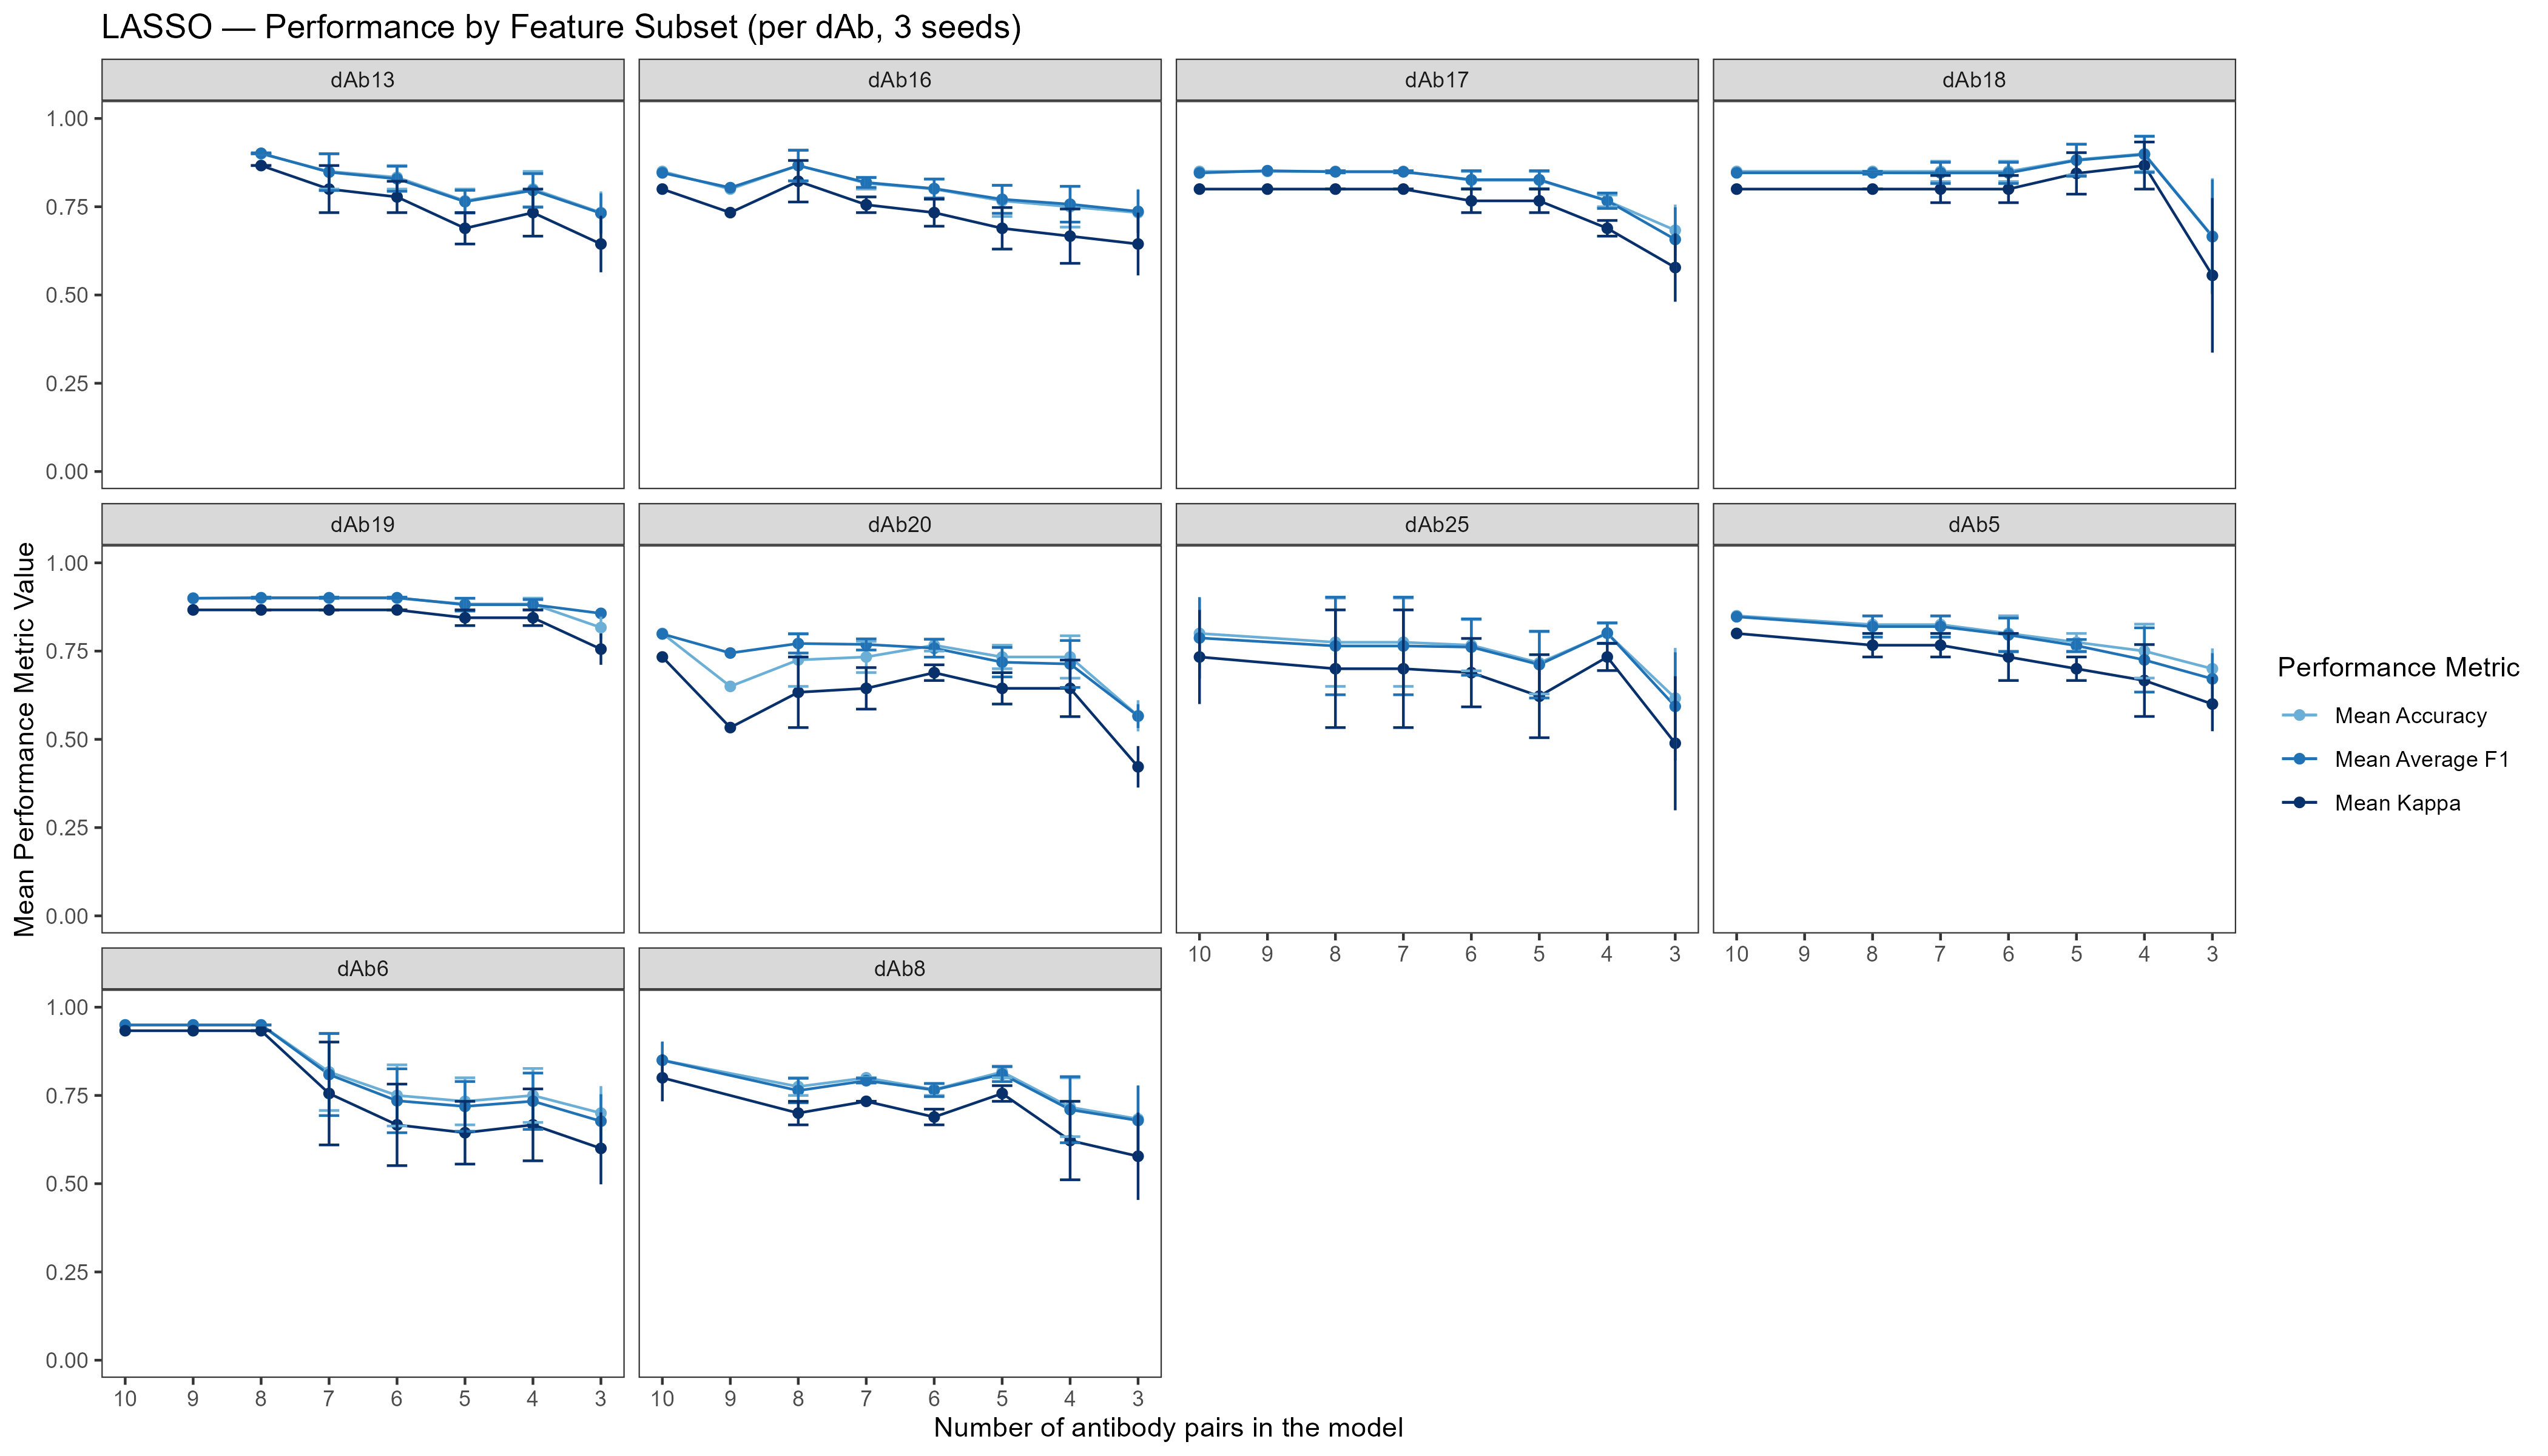 LASSO — Performance by Feature Subset (per dAb, 3 seeds)
dAb13
dAb16
dAb17
dAb18
1.00
0.75
0.50
0.25
0.00
dAb19
dAb20
dAb25
dAb5
1.00
0.75
0.50
0.25
0.00
10 9 8 7 6 5 4 3
10 9 8 7 6 5 4 3
dAb6
dAb8
1.00
0.75
0.50
0.25
0.00
10 9 8 7 6 5 4 3
10 9 8 7 6 5 4 3
Number of antibody pairs in the model
Mean Performance Metric Value
Performance Metric
Mean Accuracy
Mean Average F1
Mean Kappa